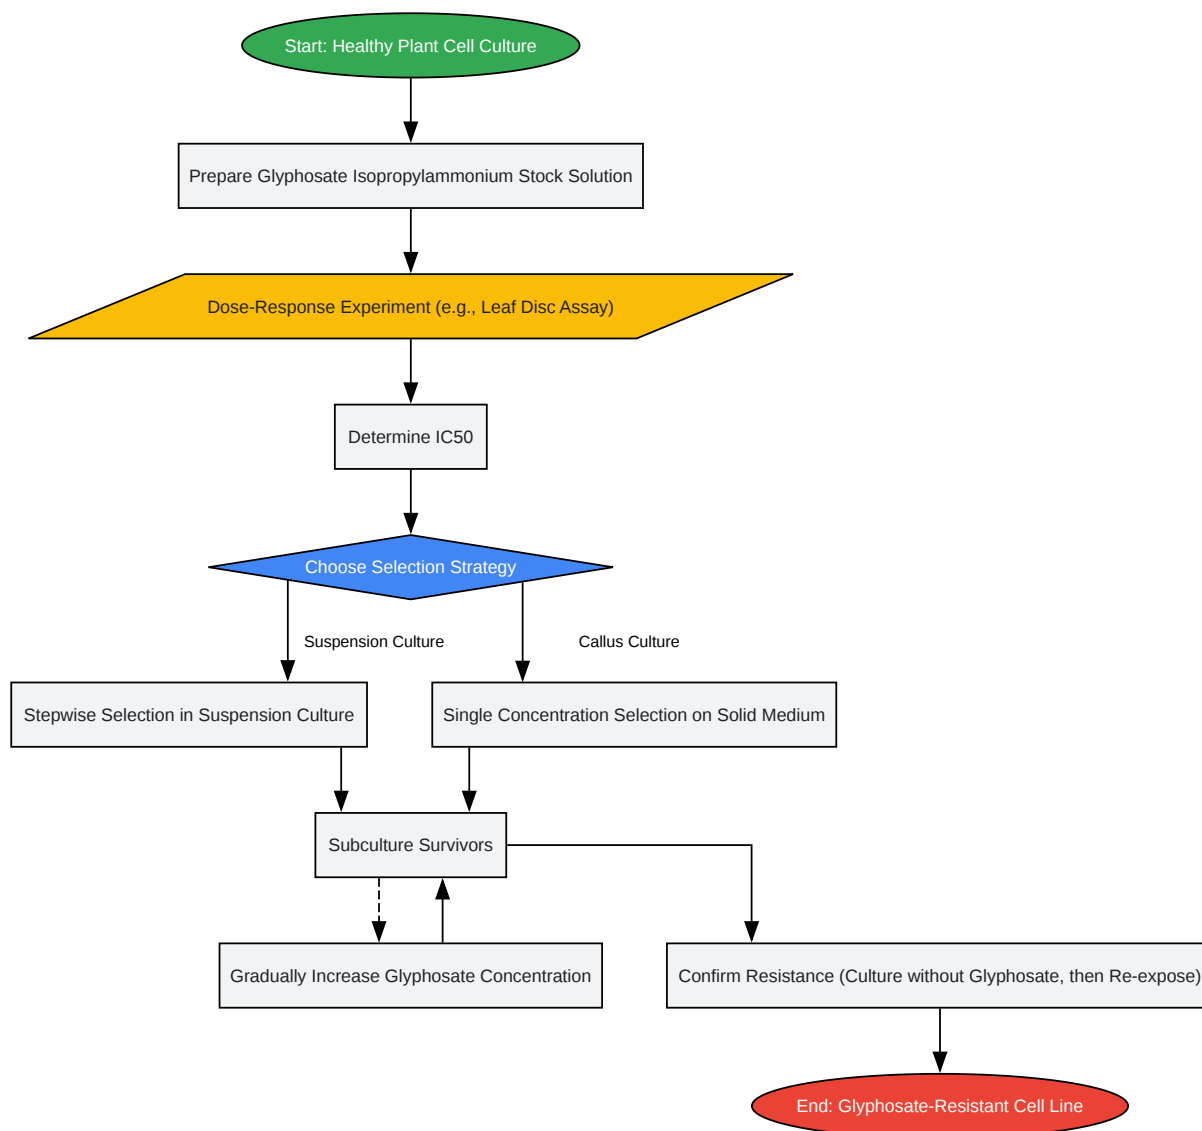 Start: Healthy Plant Cell Culture
Prepare Glyphosate Isopropylammonium Stock Solution
Dose-Response Experiment (e.g., Leaf Disc Assay)
Determine IC50
Choose Selection Strategy
Suspension Culture
Callus Culture
Stepwise Selection in Suspension Culture
Single Concentration Selection on Solid Medium
Subculture Survivors
Gradually Increase Glyphosate Concentration
Confirm Resistance (Culture without Glyphosate, then Re-expose)
End: Glyphosate-Resistant Cell Line